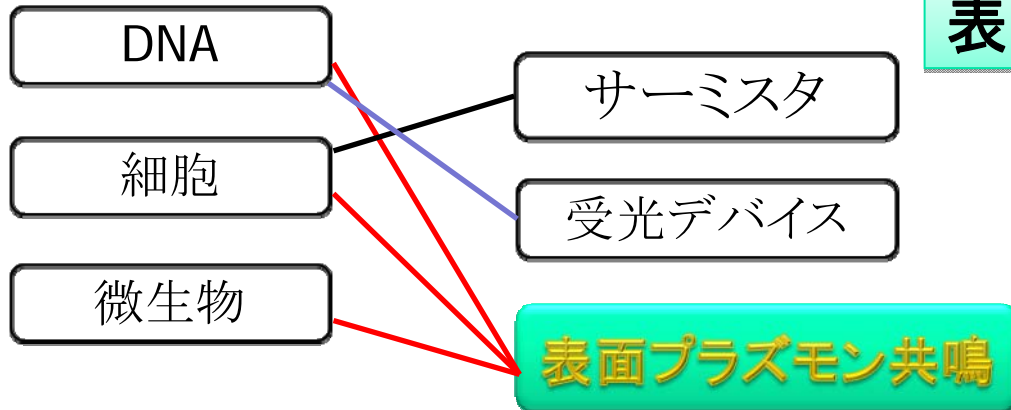 表
DNA
サーミスタ
細胞
受光デバイス
微生物
表面プラズモン共鳴